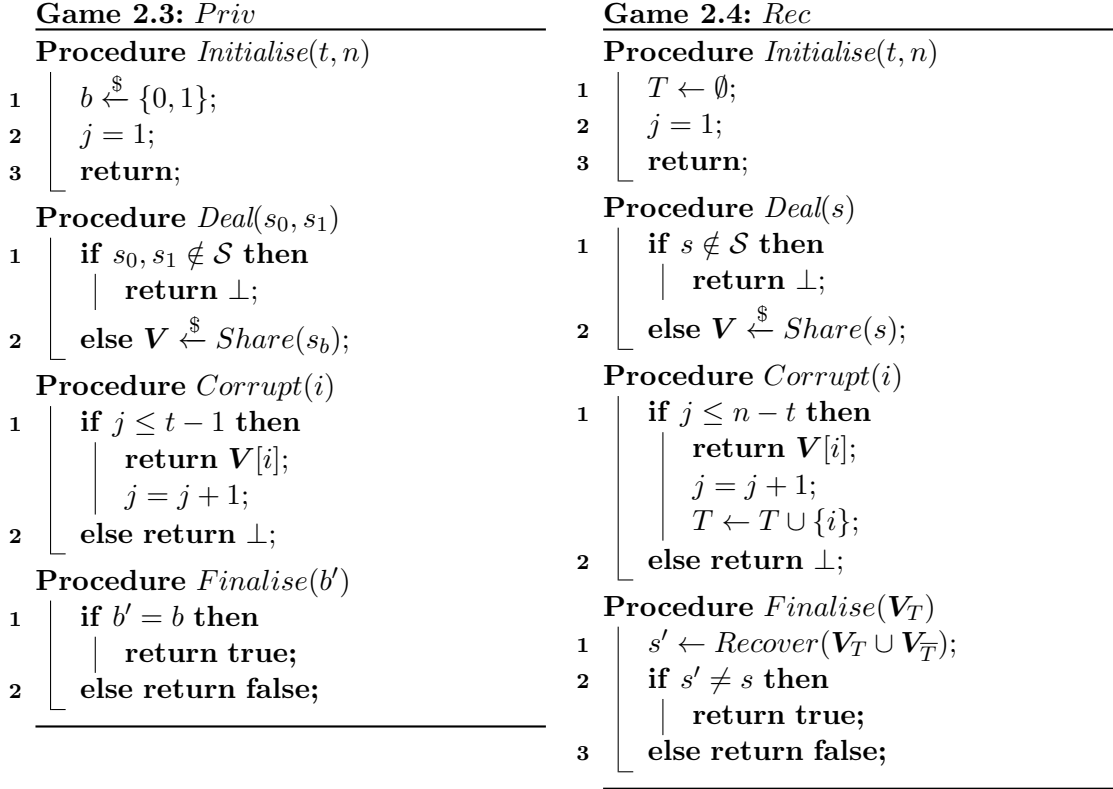 Game 2.3: Priv
Procedure Initialise(t, n)
1 b $← {0, 1};
2 j = 1;
3 return;
Procedure Deal(s₀, s₁)
1 if s₀, s₁ ∉ 𝒮 then
return ⊥;
2 else V $← Share(s_b);
Procedure Corrupt(i)
1 if j ≤ t − 1 then
return V[i];
j = j + 1;
2 else return ⊥;
Procedure Finalise(b′)
1 if b′ = b then
return true;
2 else return false;
Game 2.4: Rec
Procedure Initialise(t, n)
1 T ← ∅;
2 j = 1;
3 return;
Procedure Deal(s)
1 if s ∉ 𝒮 then
return ⊥;
2 else V $← Share(s);
Procedure Corrupt(i)
1 if j ≤ n − t then
return V[i];
j = j + 1;
T ← T ∪ {i};
2 else return ⊥;
Procedure Finalise(V_T)
1 s′ ← Recover(V_T ∪ V_T̅);
2 if s′ ≠ s then
return true;
3 else return false;